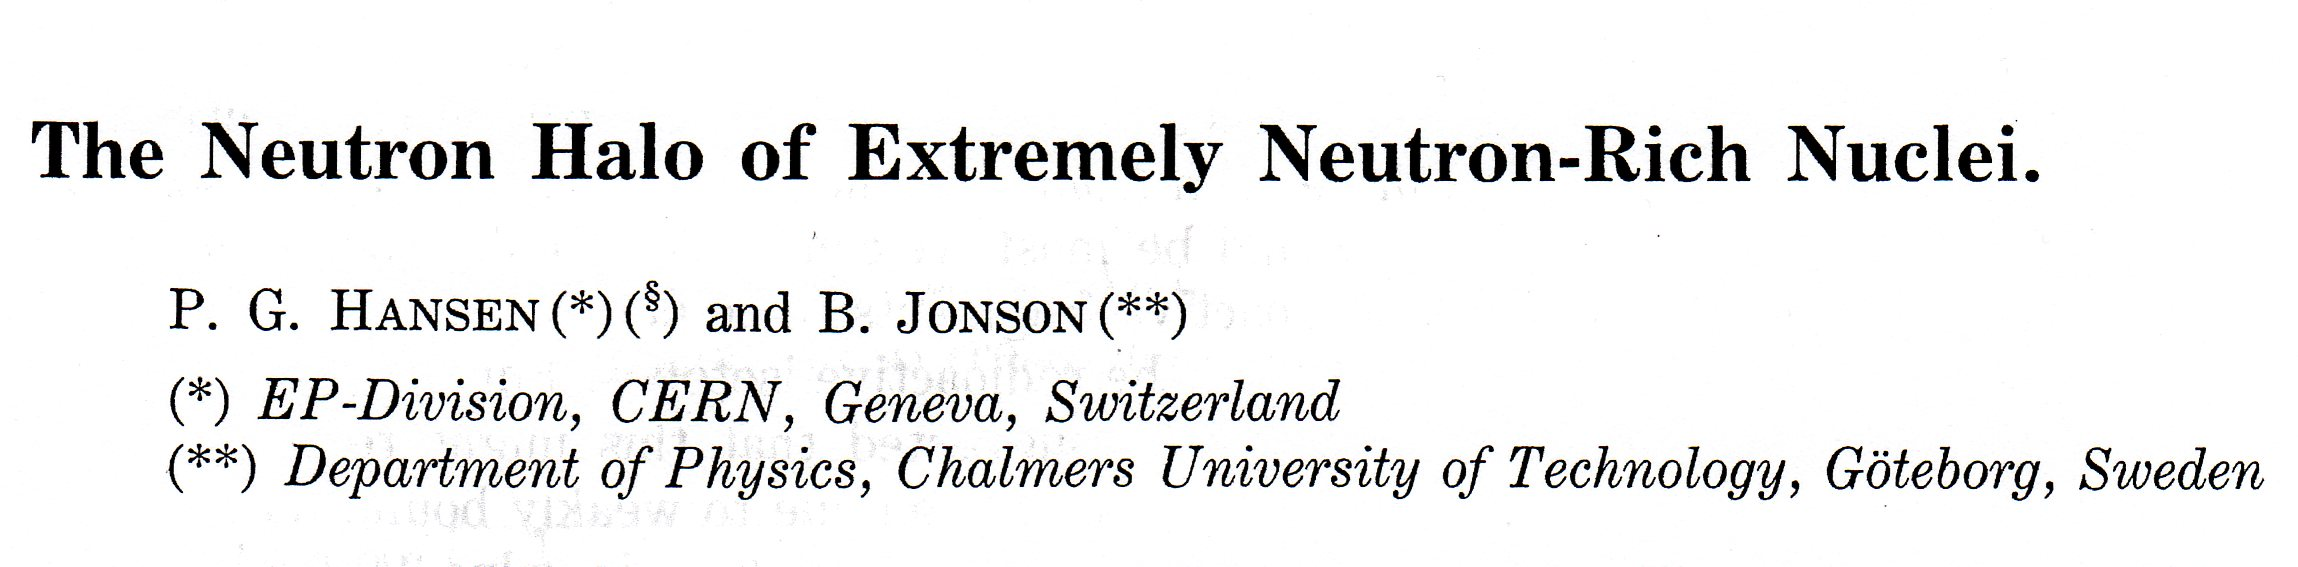 The Neutron Halo of Extremely Neutron-Rich Nuclei.
P. G. HANSEN (*) (§) and B. JONSON (**)
(*) EP-Division, CERN, Geneva, Switzerland
(**) Department of Physics, Chalmers University of Technology, Göteborg, Sweden